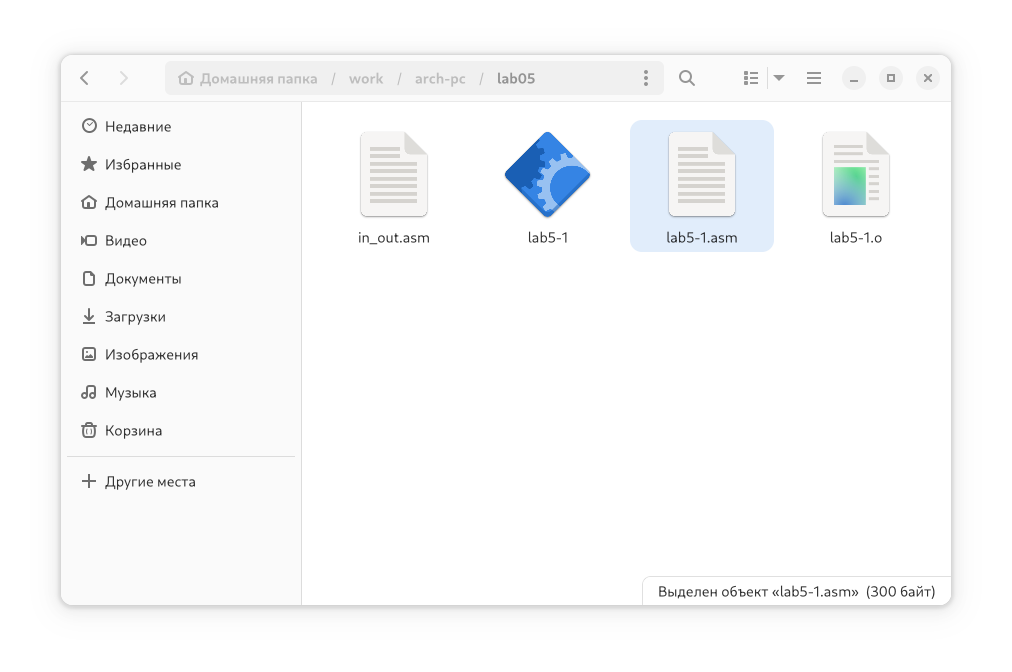 Домашняя папка / work / arch-pc / lab05
Недавние
Избранные
Домашняя папка
Видео
Документы
Загрузки
Изображения
Музыка
Корзина
Другие места
in_out.asm
lab5-1
lab5-1.asm
lab5-1.o
Выделен объект «lab5-1.asm» (300 байт)